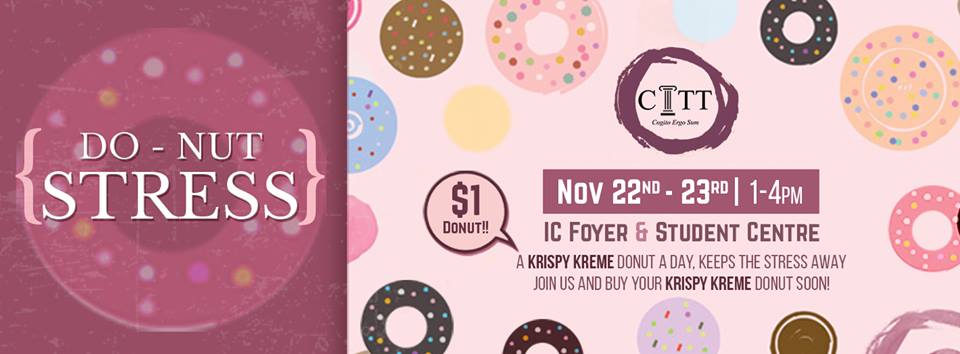 { DO - NUT
STRESS }
CITT
Cogito Ergo Sum
$1
DONUT!!
NOV 22ND - 23RD | 1-4PM
IC FOYER & STUDENT CENTRE
A KRISPY KREME DONUT A DAY, KEEPS THE STRESS AWAY
JOIN US AND BUY YOUR KRISPY KREME DONUT SOON!